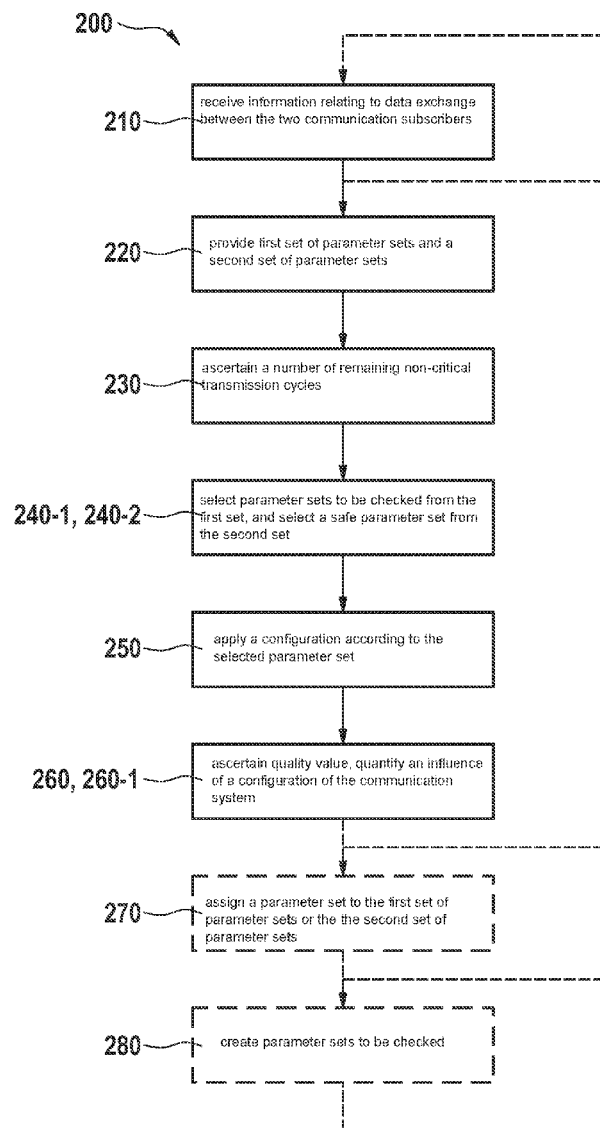 200
210
receive information relating to data exchange
between the two communication subscribers
220
provide first set of parameter sets and a
second set of parameter sets
230
ascertain a number of remaining non-critical
transmission cycles
240-1, 240-2
select parameter sets to be checked from the
first set, and select a safe parameter set from
the second set
250
apply a configuration according to the
selected parameter set
260, 260-1
ascertain quality value, quantify an influence
of a configuration of the communication
system
270
assign a parameter set to the first set of
parameter sets or the the second set of
parameter sets
280
create parameter sets to be checked